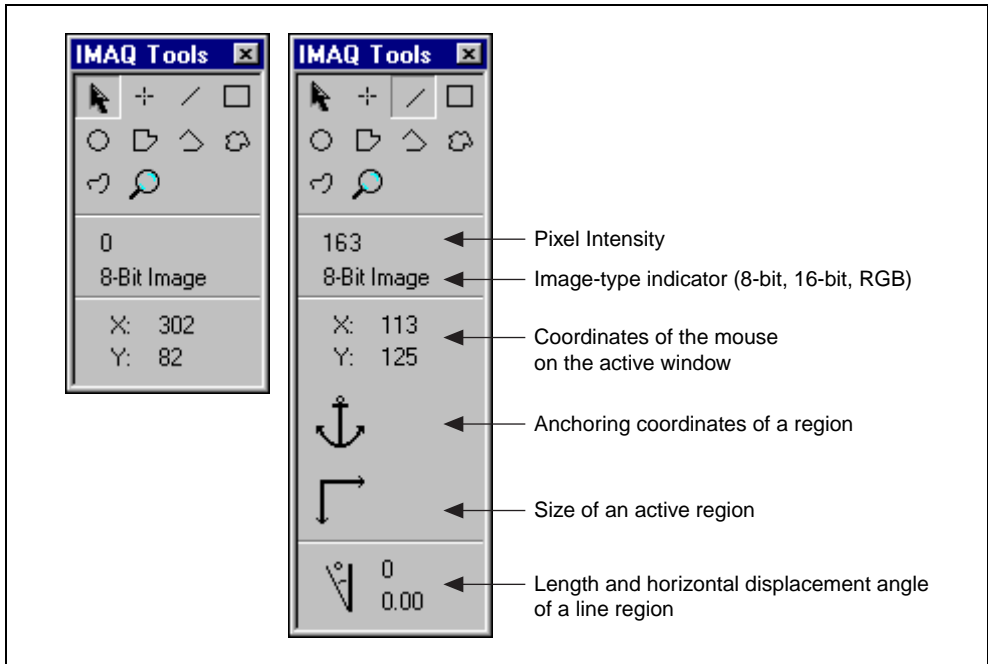 IMAQ Tools
0
8-Bit Image
X: 302
Y: 82
IMAQ Tools
163
8-Bit Image
X: 113
Y: 125
0
0.00
Pixel Intensity
Image-type indicator (8-bit, 16-bit, RGB)
Coordinates of the mouse
on the active window
Anchoring coordinates of a region
Size of an active region
Length and horizontal displacement angle
of a line region